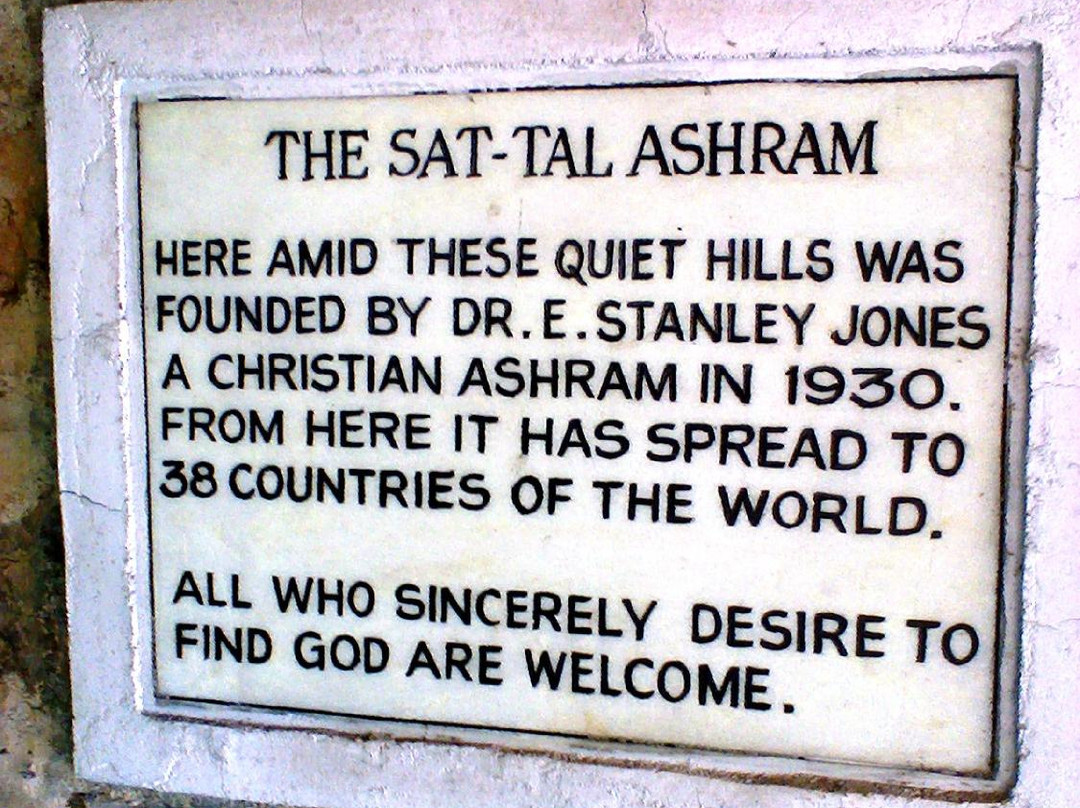 THE SAT-TAL ASHRAM
HERE AMID THESE QUIET HILLS WAS
FOUNDED BY DR. E. STANLEY JONES
A CHRISTIAN ASHRAM IN 1930.
FROM HERE IT HAS SPREAD TO
38 COUNTRIES OF THE WORLD.
ALL WHO SINCERELY DESIRE TO
FIND GOD ARE WELCOME.